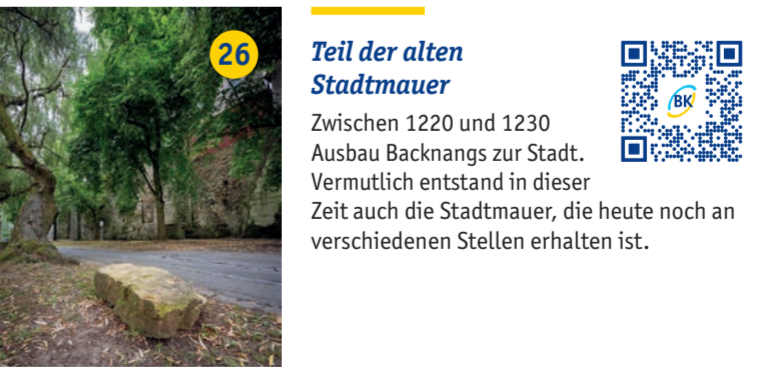 26
Teil der alten
Stadtmauer
BK
Zwischen 1220 und 1230
Ausbau Backnangs zur Stadt.
Vermutlich entstand in dieser
Zeit auch die Stadtmauer, die heute noch an
verschiedenen Stellen erhalten ist.